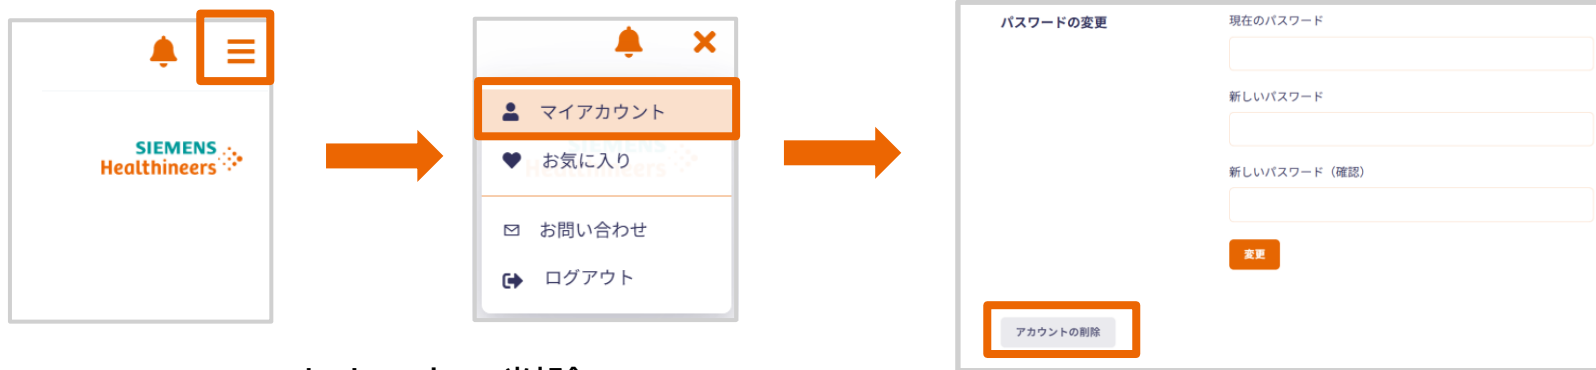 SIEMENS
Healthineers
マイアカウント
お気に入り
お問い合わせ
ログアウト
パスワードの変更
現在のパスワード
新しいパスワード
新しいパスワード（確認）
変更
アカウントの削除